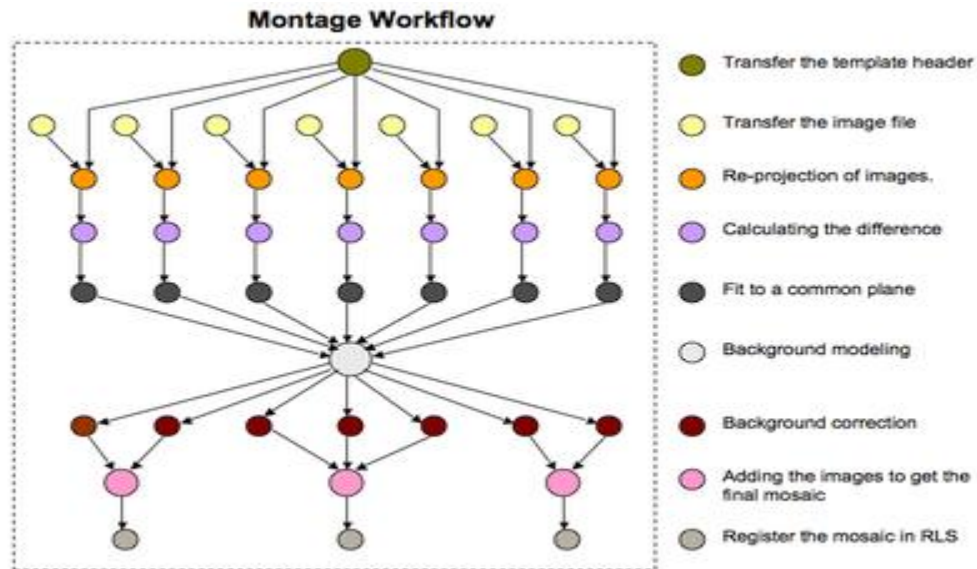 Montage Workflow
Transfer the template header
Transfer the image file
Re-projection of images.
Calculating the difference
Fit to a common plane
Background modeling
Background correction
Adding the images to get the
final mosaic
Register the mosaic in RLS